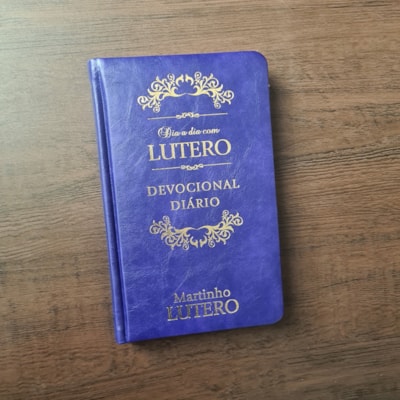 Dia a dia com
LUTERO
DEVOCIONAL
DIÁRIO
Martinho
LUTERO